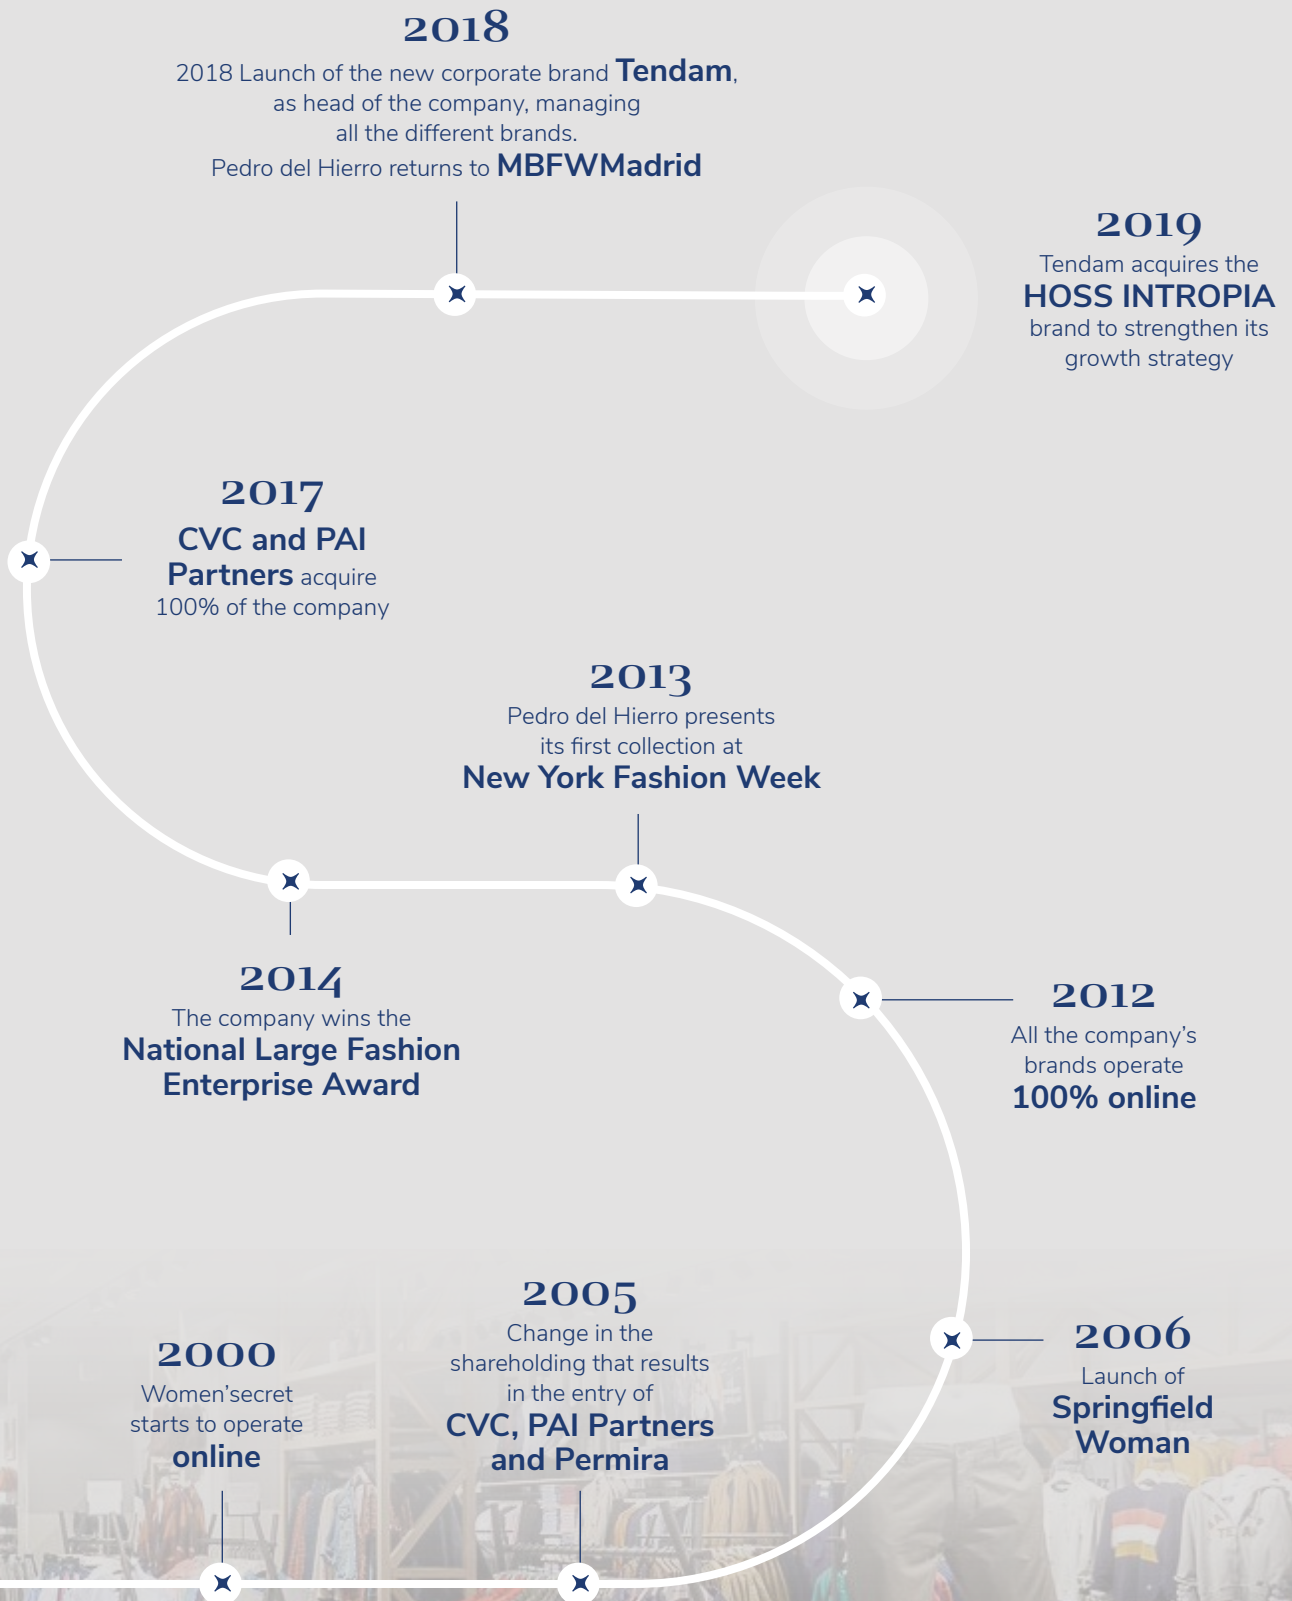 2018
2018 Launch of the new corporate brand Tendam,
as head of the company, managing
all the different brands.
Pedro del Hierro returns to MBFWMadrid
2019
Tendam acquires the
HOSS INTROPIA
brand to strengthen its
growth strategy
2017
CVC and PAI
Partners acquire
100% of the company
2013
Pedro del Hierro presents
its first collection at
New York Fashion Week
2014
The company wins the
National Large Fashion
Enterprise Award
2012
All the company's
brands operate
100% online
2005
Change in the
shareholding that results
in the entry of
CVC, PAI Partners
and Permira
2000
Women'secret
starts to operate
online
2006
Launch of
Springfield
Woman